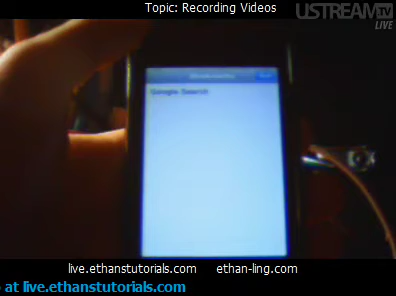 Topic: Recording Videos
USTREAM TV
LIVE
Google Search
live.ethanstutorials.com ethan-ling.com
at live.ethanstutorials.com